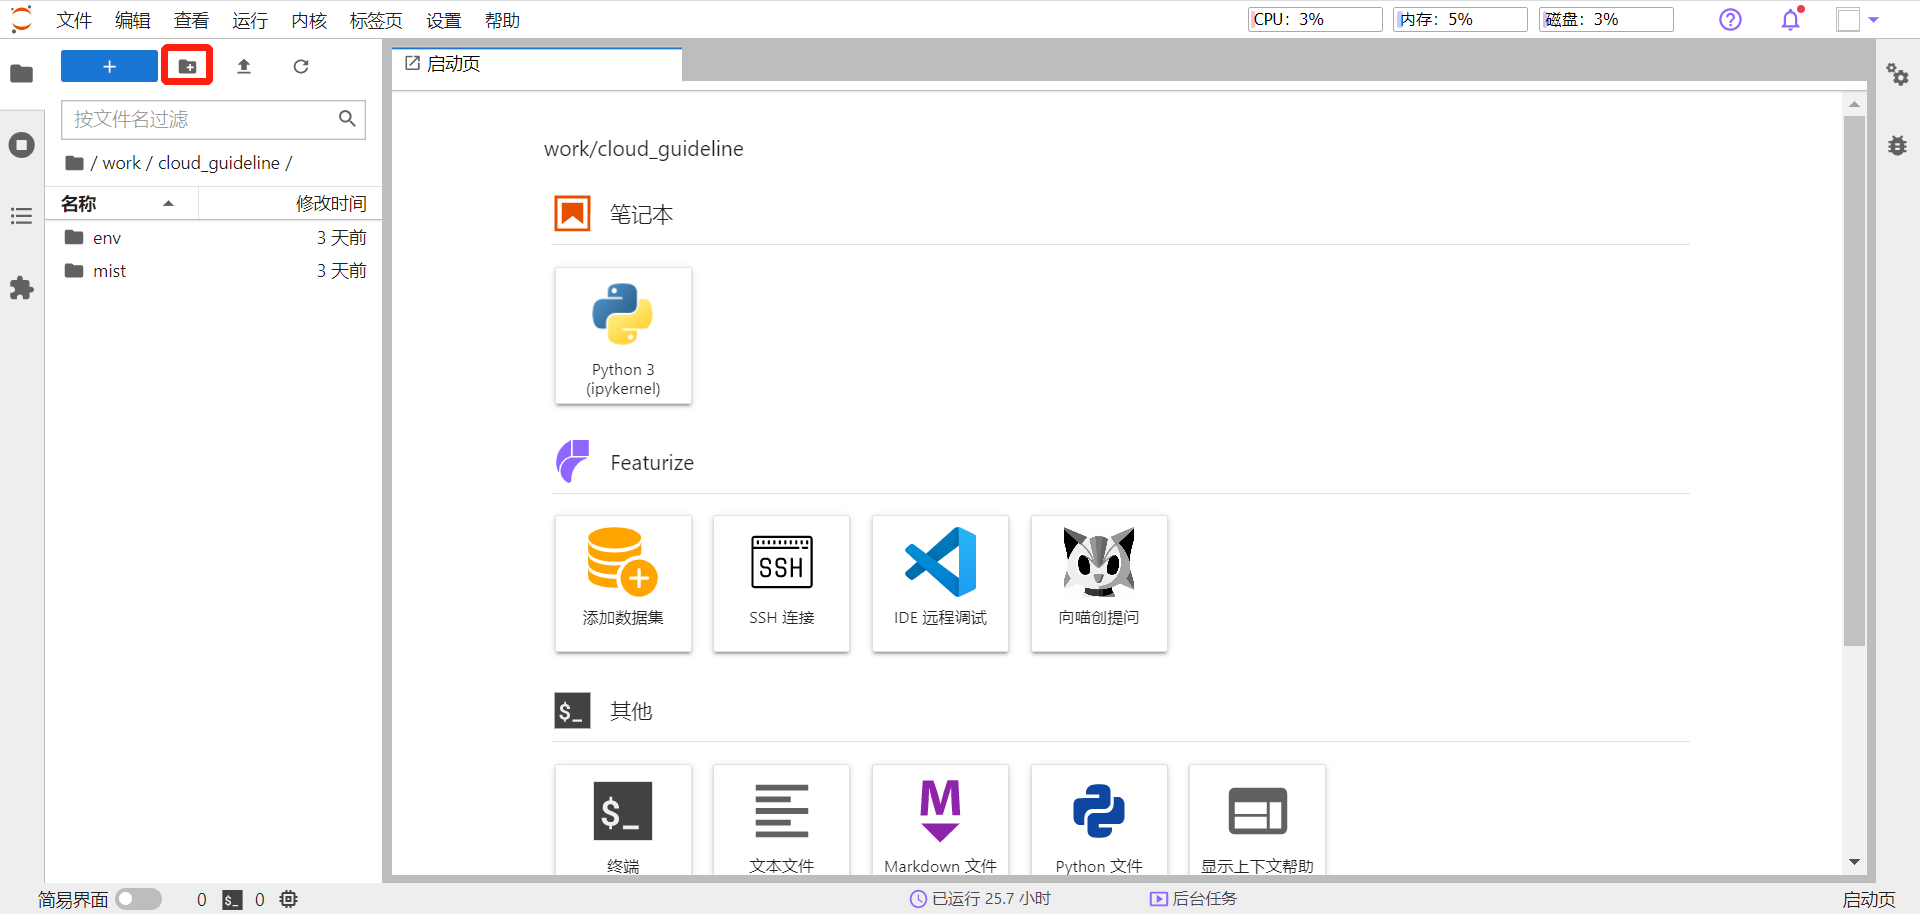 文件 编辑 查看 运行 内核 标签页 设置 帮助 CPU: 3% 内存: 5% 磁盘: 3%
启动页
按文件名过滤
/ work / cloud_guideline /
名称 修改时间
env 3 天前
mist 3 天前
work/cloud_guideline
笔记本
Python 3
(ipykernel)
Featurize
SSH
添加数据集 SSH 连接 IDE 远程调试 向喵创提问
$_ 其他
$_ M
终端 文本文件 Markdown 文件 Python 文件 显示上下文帮助
简易界面 0 $_ 0 已运行 25.7 小时 后台任务 启动页